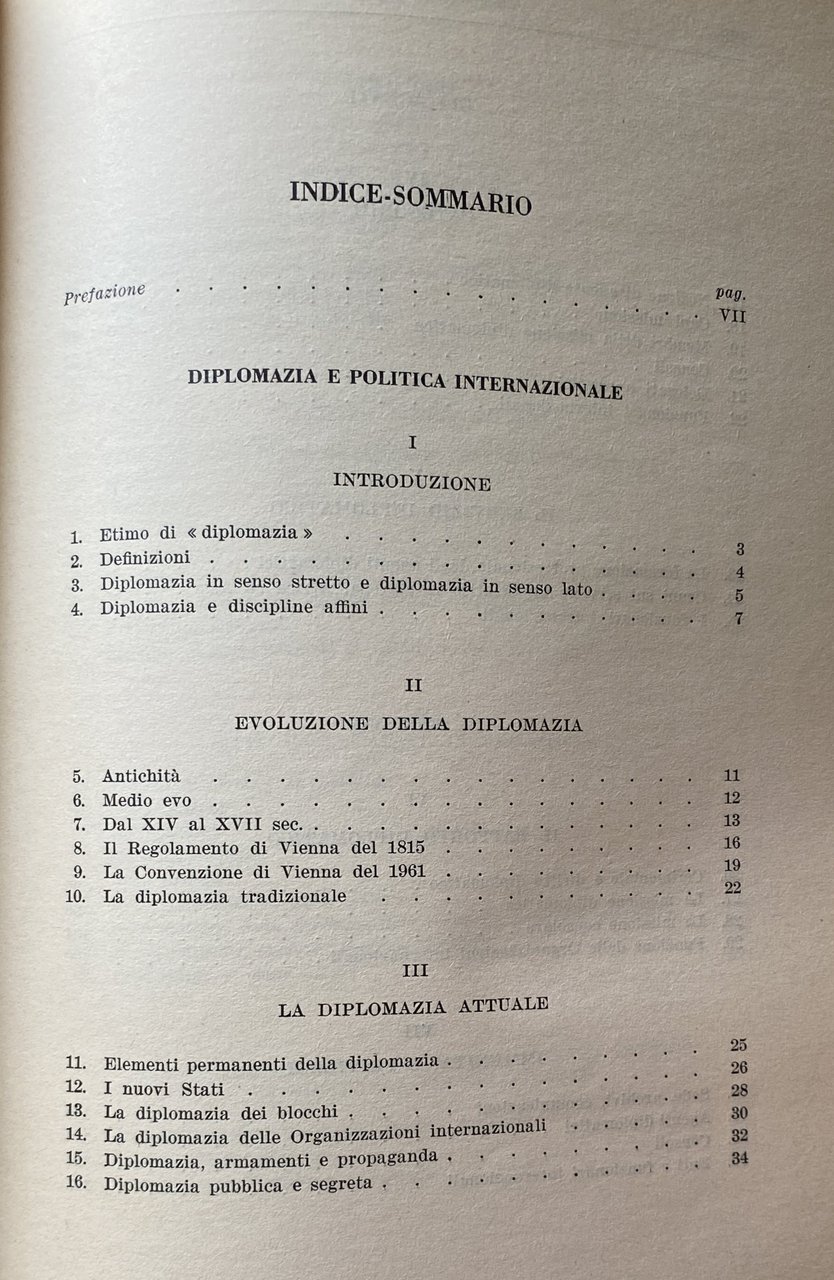 INDICE-SOMMARIO
pag.
Prefazione . . . . . . . . . . . . . . . . VII
DIPLOMAZIA E POLITICA INTERNAZIONALE
I
INTRODUZIONE
1. Etimo di « diplomazia » . . . . . . . . . . . 3
2. Definizioni . . . . . . . . . . . . . . . 4
3. Diplomazia in senso stretto e diplomazia in senso lato . . . . 5
4. Diplomazia e discipline affini . . . . . . . . . . 7
II
EVOLUZIONE DELLA DIPLOMAZIA
5. Antichità . . . . . . . . . . . . . . . 11
6. Medio evo . . . . . . . . . . . . . . . 12
7. Dal XIV al XVII sec. . . . . . . . . . . . . 13
8. Il Regolamento di Vienna del 1815 . . . . . . . . 16
9. La Convenzione di Vienna del 1961 . . . . . . . . 19
10. La diplomazia tradizionale . . . . . . . . . . 22
III
LA DIPLOMAZIA ATTUALE
11. Elementi permanenti della diplomazia . . . . . . . . 25
12. I nuovi Stati . . . . . . . . . . . . . . 26
13. La diplomazia dei blocchi . . . . . . . . . . . 28
14. La diplomazia delle Organizzazioni internazionali . . . . 30
15. Diplomazia, armamenti e propaganda . . . . . . . . 32
16. Diplomazia pubblica e segreta . . . . . . . . . . 34